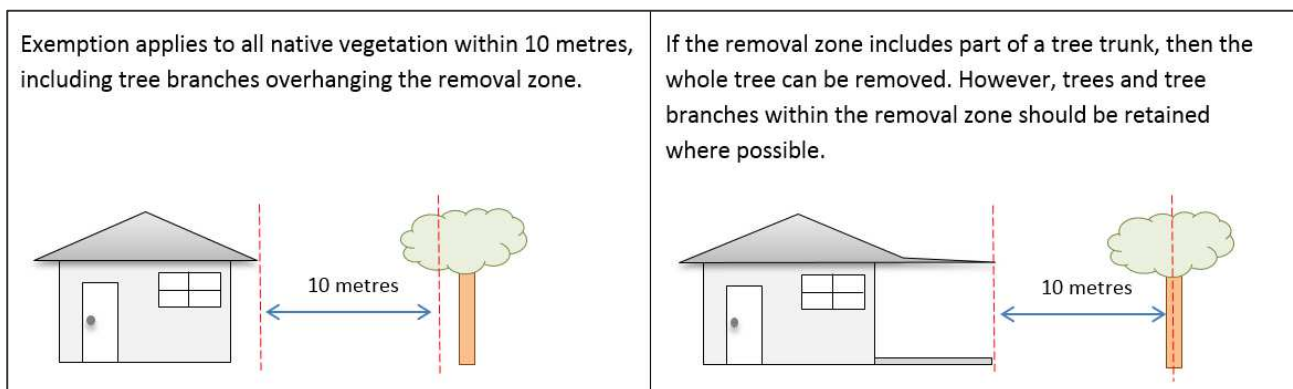 Exemption applies to all native vegetation within 10 metres,
including tree branches overhanging the removal zone.
10 metres
If the removal zone includes part of a tree trunk, then the
whole tree can be removed. However, trees and tree
branches within the removal zone should be retained
where possible.
10 metres